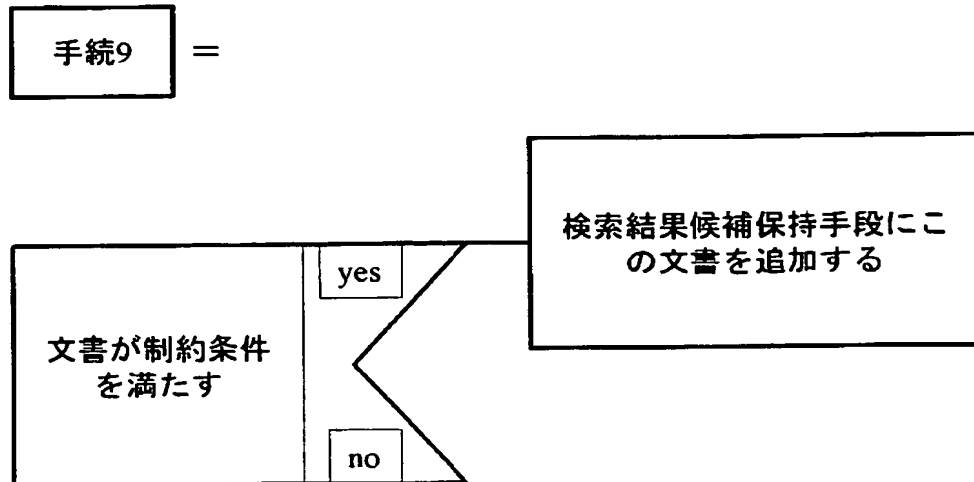 手続9 =
検索結果候補保持手段にこ
の文書を追加する
yes
文書が制約条件
を満たす
no